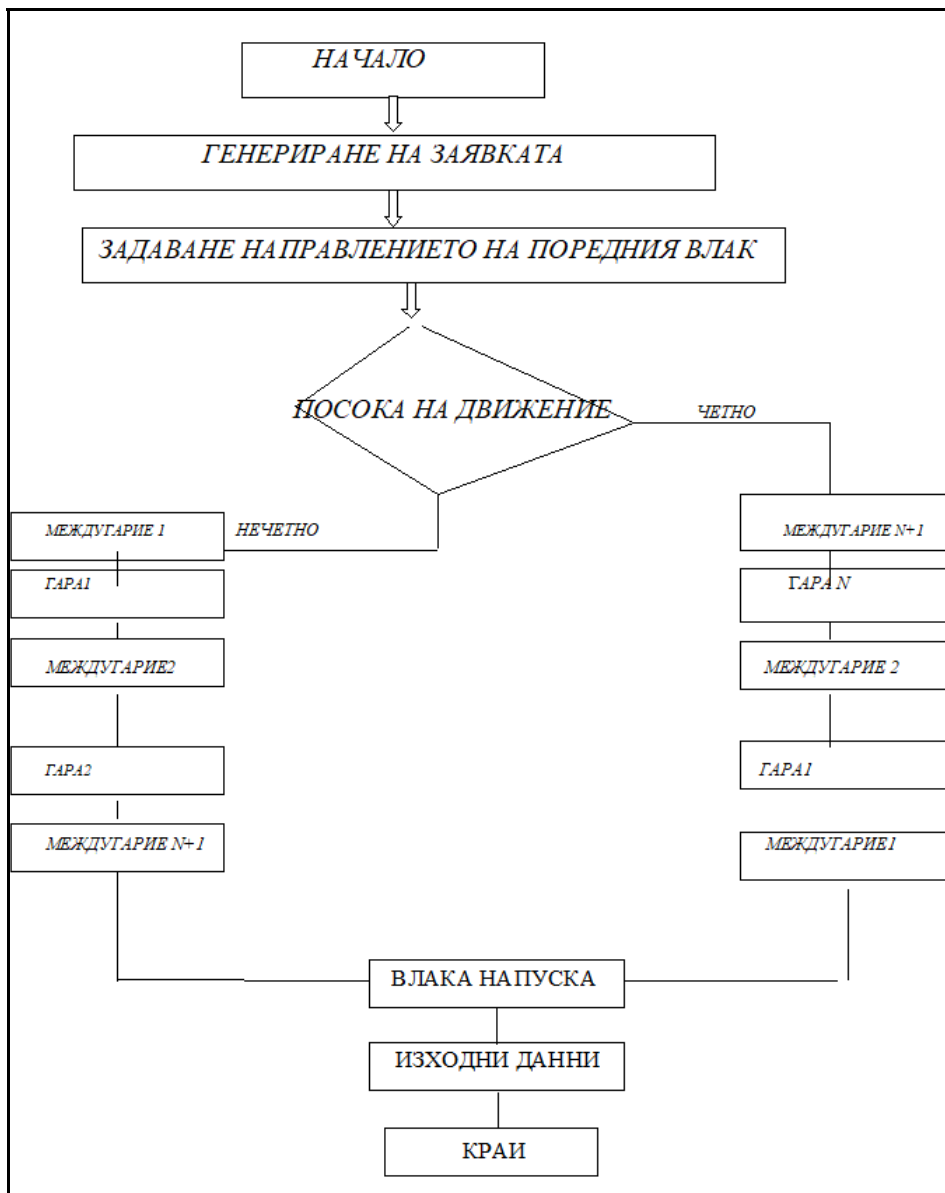 НАЧАЛО
ГЕНЕРИРАНЕ НА ЗАЯВКАТА
ЗАДАВАНЕ НАПРАВЛЕНИЕТО НА ПОРЕДНИЯ ВЛАК
ПОСОКА НА ДВИЖЕНИЕ
ЧЕТНО
НЕЧЕТНО
МЕЖДУГАРИЕ 1
ГАРА1
МЕЖДУГАРИЕ2
ГАРА2
МЕЖДУГАРИЕ N+1
МЕЖДУГАРИЕ N+1
ГАРА N
МЕЖДУГАРИЕ 2
ГАРА1
МЕЖДУГАРИЕ1
ВЛАКА НАПУСКА
ИЗХОДНИ ДАННИ
КРАИ